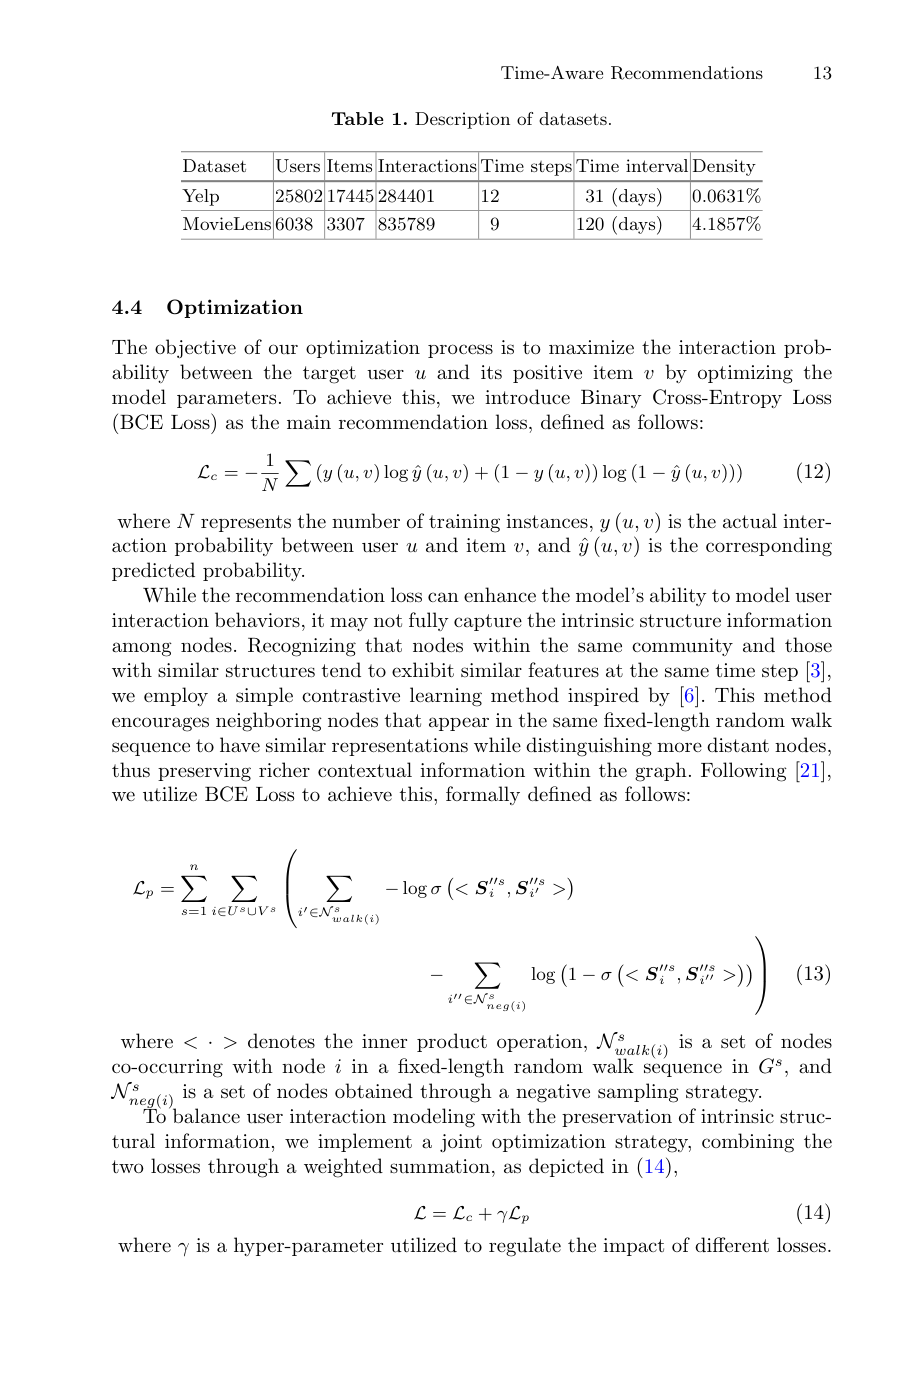 Time-Aware Recommendations 13
Table 1. Description of datasets.
Dataset Users Items Interactions Time steps Time interval Density
Yelp 25802 17445 284401 12 31 (days) 0.0631%
MovieLens 6038 3307 835789 9 120 (days) 4.1857%
4.4 Optimization
The objective of our optimization process is to maximize the interaction prob-
ability between the target user u and its positive item v by optimizing the
model parameters. To achieve this, we introduce Binary Cross-Entropy Loss
(BCE Loss) as the main recommendation loss, defined as follows:
ℒ_c = −\frac{1}{N} ∑ (y (u, v) log ŷ (u, v) + (1 − y (u, v)) log (1 − ŷ (u, v))) (12)
where N represents the number of training instances, y (u, v) is the actual inter-
action probability between user u and item v, and ŷ (u, v) is the corresponding
predicted probability.
While the recommendation loss can enhance the model's ability to model user
interaction behaviors, it may not fully capture the intrinsic structure information
among nodes. Recognizing that nodes within the same community and those
with similar structures tend to exhibit similar features at the same time step [3],
we employ a simple contrastive learning method inspired by [6]. This method
encourages neighboring nodes that appear in the same fixed-length random walk
sequence to have similar representations while distinguishing more distant nodes,
thus preserving richer contextual information within the graph. Following [21],
we utilize BCE Loss to achieve this, formally defined as follows:
ℒ_p = ∑_{s=1}^{n} ∑_{i∈U^s∪V^s} ( ∑_{i′∈𝒩^s_{walk(i)}} − log σ (< S_i^{′′s}, S_{i′}^{′′s} >)
− ∑_{i′′∈𝒩^s_{neg(i)}} log (1 − σ (< S_i^{′′s}, S_{i′′}^{′′s} >)) ) (13)
where < · > denotes the inner product operation, 𝒩^s_{walk(i)} is a set of nodes
co-occurring with node i in a fixed-length random walk sequence in G^s, and
𝒩^s_{neg(i)} is a set of nodes obtained through a negative sampling strategy.
To balance user interaction modeling with the preservation of intrinsic struc-
tural information, we implement a joint optimization strategy, combining the
two losses through a weighted summation, as depicted in (14),
ℒ = ℒ_c + γℒ_p (14)
where γ is a hyper-parameter utilized to regulate the impact of different losses.